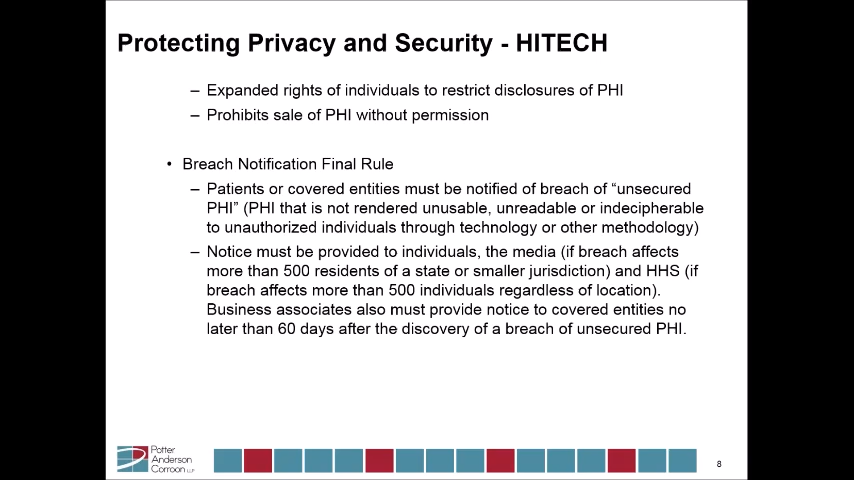 Protecting Privacy and Security - HITECH
– Expanded rights of individuals to restrict disclosures of PHI
– Prohibits sale of PHI without permission
• Breach Notification Final Rule
– Patients or covered entities must be notified of breach of “unsecured
PHI” (PHI that is not rendered unusable, unreadable or indecipherable
to unauthorized individuals through technology or other methodology)
– Notice must be provided to individuals, the media (if breach affects
more than 500 residents of a state or smaller jurisdiction) and HHS (if
breach affects more than 500 individuals regardless of location).
Business associates also must provide notice to covered entities no
later than 60 days after the discovery of a breach of unsecured PHI.
Potter
Anderson
Corroon LLP
8